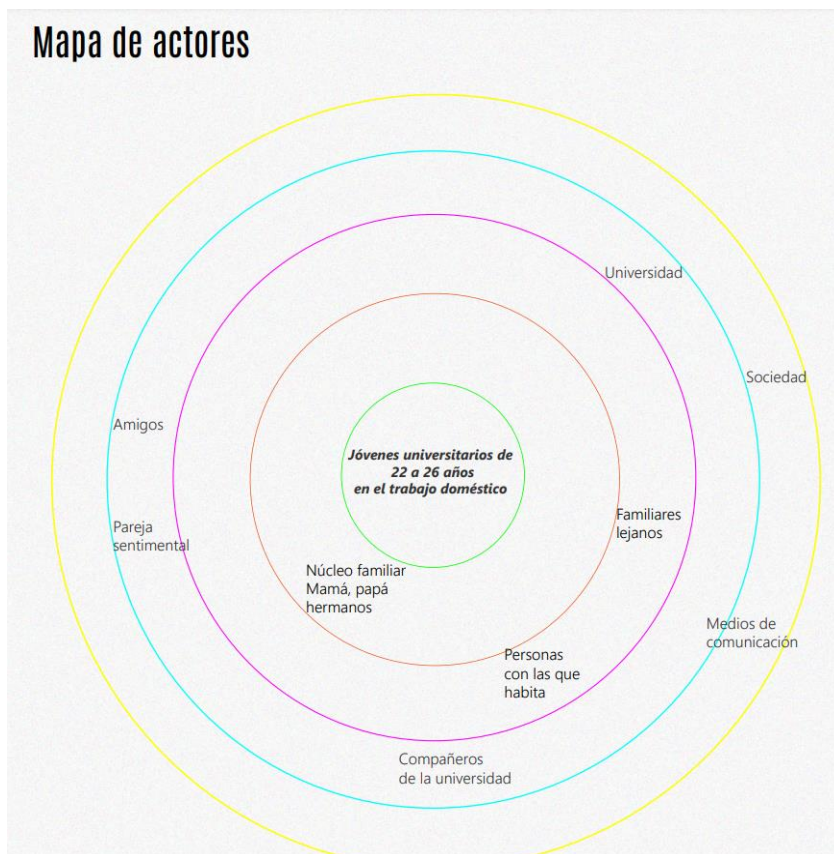 Mapa de actores
Universidad
Sociedad
Amigos
Jóvenes universitarios de
22 a 26 años
en el trabajo doméstico
Familiares
lejanos
Pareja
sentimental
Núcleo familiar
Mamá, papá
hermanos
Medios de
comunicación
Personas
con las que
habita
Compañeros
de la universidad